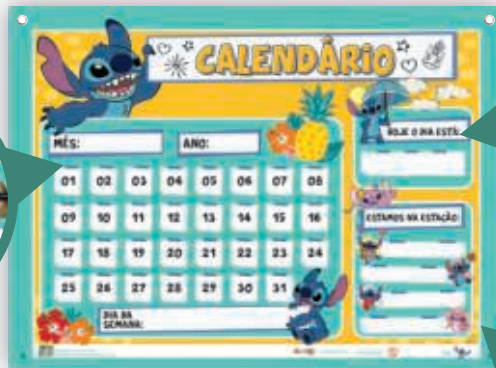 CALENDÁRIO
MÊS:
ANO:
01 02 03 04 05 06 07 08
09 10 11 12 13 14 15 16
17 18 19 20 21 22 23 24
25 26 27 28 29 30 31
DIA DA
SEMANA:
HOJE O DIA ESTÁ:
ESTAMOS NA ESTAÇÃO: